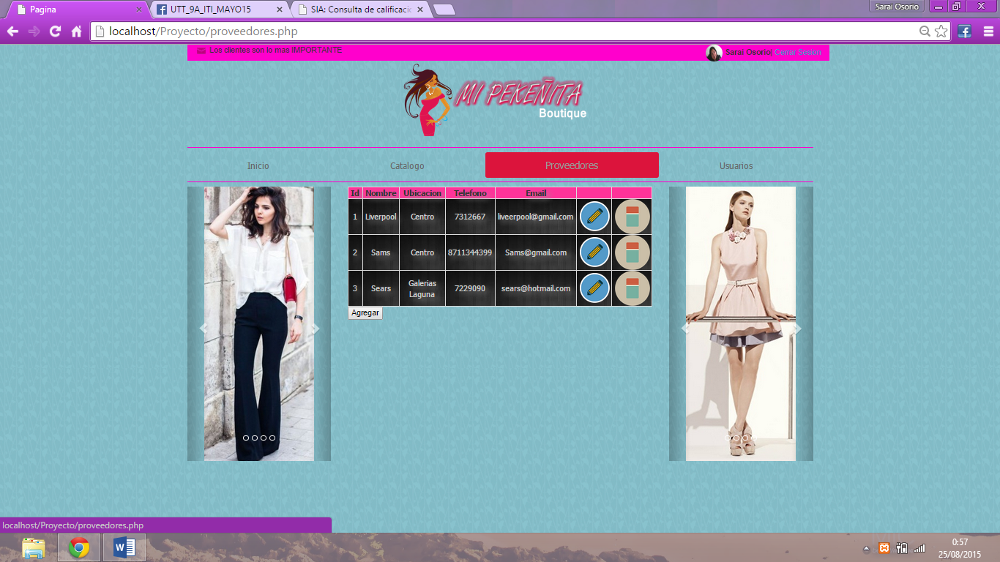 Pagina
UTT_9A_ITI_MAYO15
SIA: Consulta de calificacio
Sarai Osorio
localhost/Proyecto/proveedores.php
Los clientes son lo mas IMPORTANTE
Sarai Osorio| Cerrar Sesion
MI PEKEÑITA
Boutique
Inicio Catalogo Proveedores Usuarios
Id Nombre Ubicacion Telefono Email
1 Liverpool Centro 7312667 liveerpool@gmail.com
2 Sams Centro 8711344399 Sams@gmail.com
3 Sears Galerias Laguna 7229090 sears@hotmail.com
Agregar
localhost/Proyecto/proveedores.php
0:57
25/08/2015